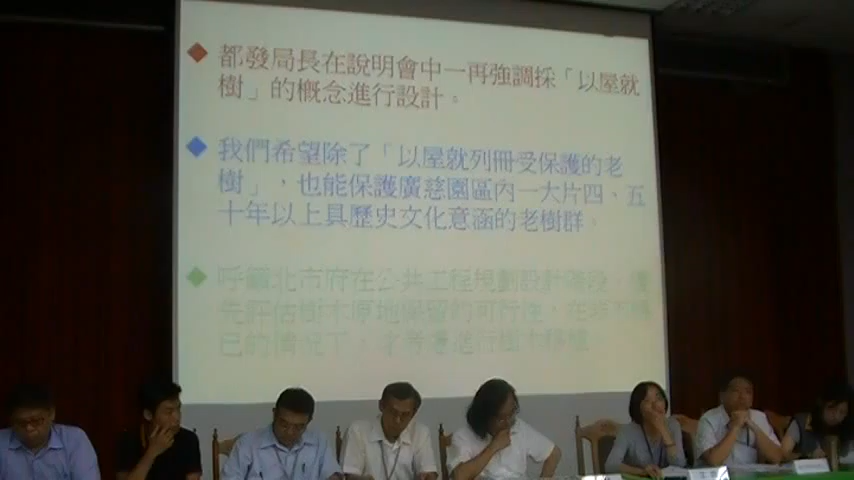 都發局長在說明會中一再強調採「以屋就
樹」的概念進行設計。
我們希望除了「以屋就列冊受保護的老
樹」，也能保護廣慈園區內一大片四、五
十年以上具歷史文化意涵的老樹群。
呼籲北市府在公共工程規劃設計階段，優
先評估樹木原地保留的可行性，在萬不得
已的情況下，才考慮進行樹木移植